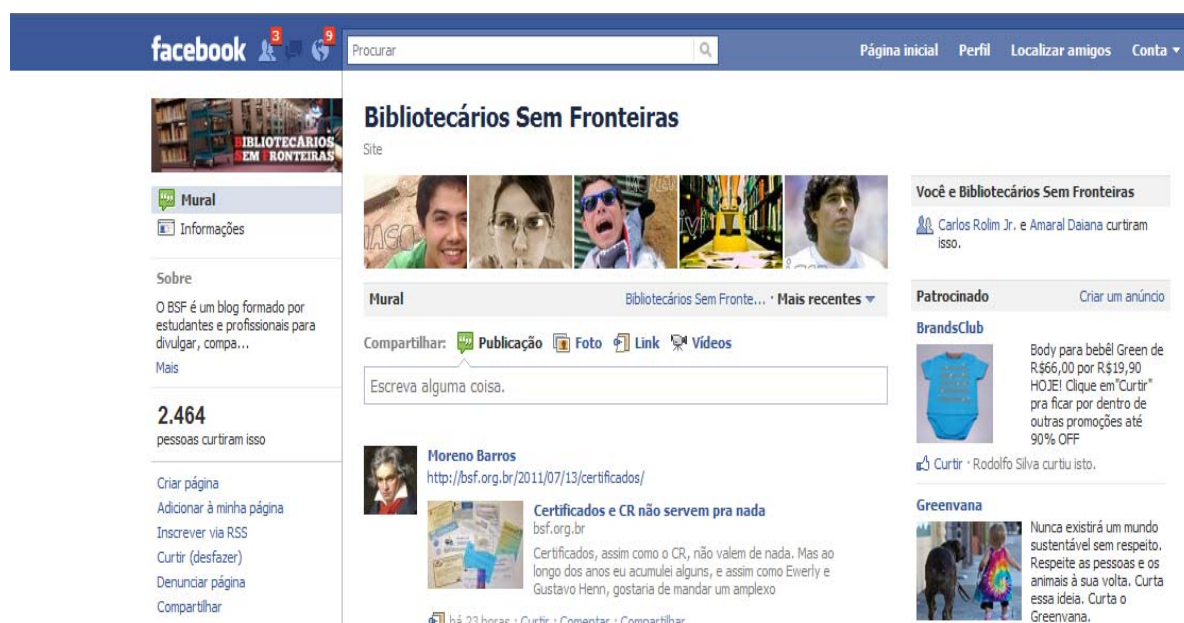 facebook
3
9
Procurar
Página inicial Perfil Localizar amigos Conta
BIBLIOTECÁRIOS
SEM FRONTEIRAS
Mural
Informações
Sobre
O BSF é um blog formado por
estudantes e profissionais para
divulgar, compa...
Mais
2.464
pessoas curtiram isso
Criar página
Adicionar à minha página
Inscrever via RSS
Curtir (desfazer)
Denunciar página
Compartilhar
Bibliotecários Sem Fronteiras
Site
Mural Bibliotecários Sem Fronte... · Mais recentes
Compartilhar: Publicação Foto Link Vídeos
Escreva alguma coisa.
Moreno Barros
http://bsf.org.br/2011/07/13/certificados/
Certificados e CR não servem pra nada
bsf.org.br
Certificados, assim como o CR, não valem de nada. Mas ao
longo dos anos eu acumulei alguns, e assim como Ewerly e
Gustavo Henn, gostaria de mandar um amplexo
há 23 horas · Curtir · Comentar · Compartilhar
Você e Bibliotecários Sem Fronteiras
Carlos Rolim Jr. e Amaral Daiana curtiram
isso.
Patrocinado Criar um anúncio
BrandsClub
Body para bebê! Green de
R$66,00 por R$19,90
HOJE! Clique em"Curtir"
pra ficar por dentro de
outras promoções até
90% OFF
Curtir · Rodolfo Silva curtiu isto.
Greenvana
Nunca existirá um mundo
sustentável sem respeito.
Respeite as pessoas e os
animais à sua volta. Curta
essa ideia. Curta o
Greenvana.